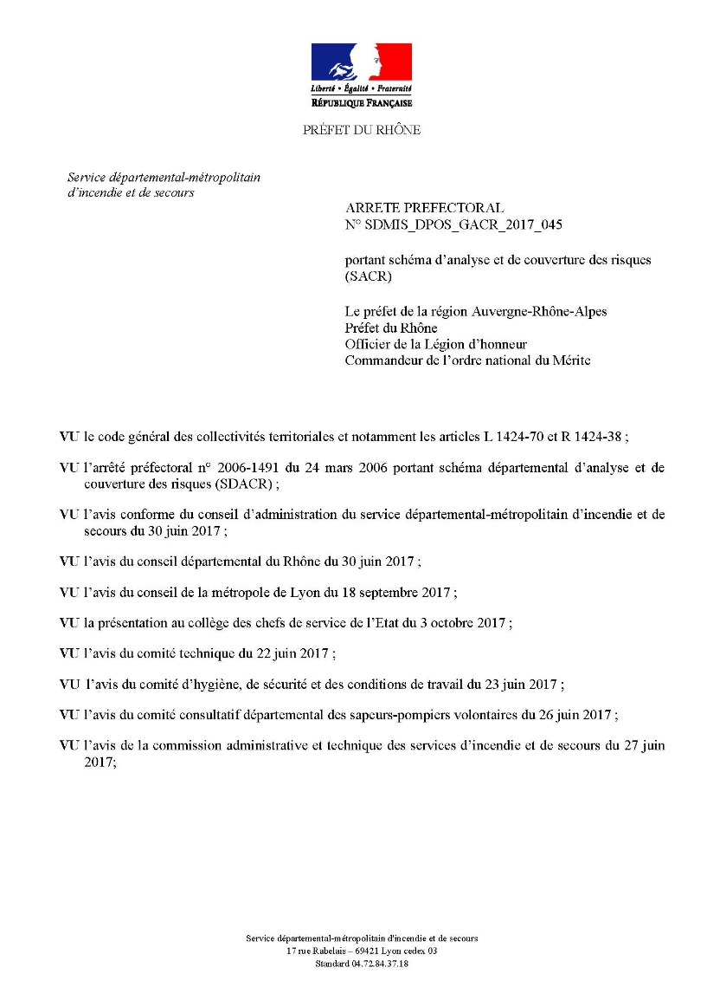 Liberté • Égalité • Fraternité
RÉPUBLIQUE FRANÇAISE
PRÉFET DU RHÔNE
Service départemental-métropolitain
d’incendie et de secours
ARRETE PREFECTORAL
N° SDMIS_DPOS_GACR_2017_045
portant schéma d’analyse et de couverture des risques
(SACR)
Le préfet de la région Auvergne-Rhône-Alpes
Préfet du Rhône
Officier de la Légion d’honneur
Commandeur de l’ordre national du Mérite
VU le code général des collectivités territoriales et notamment les articles L 1424-70 et R 1424-38 ;
VU l’arrêté préfectoral n° 2006-1491 du 24 mars 2006 portant schéma départemental d’analyse et de
couverture des risques (SDACR) ;
VU l’avis conforme du conseil d’administration du service départemental-métropolitain d’incendie et de
secours du 30 juin 2017 ;
VU l’avis du conseil départemental du Rhône du 30 juin 2017 ;
VU l’avis du conseil de la métropole de Lyon du 18 septembre 2017 ;
VU la présentation au collège des chefs de service de l’Etat du 3 octobre 2017 ;
VU l’avis du comité technique du 22 juin 2017 ;
VU l’avis du comité d’hygiène, de sécurité et des conditions de travail du 23 juin 2017 ;
VU l’avis du comité consultatif départemental des sapeurs-pompiers volontaires du 26 juin 2017 ;
VU l’avis de la commission administrative et technique des services d’incendie et de secours du 27 juin
2017;
Service départemental-métropolitain d'incendie et de secours
17 rue Rabelais – 69421 Lyon cedex 03
Standard 04.72.84.37.18